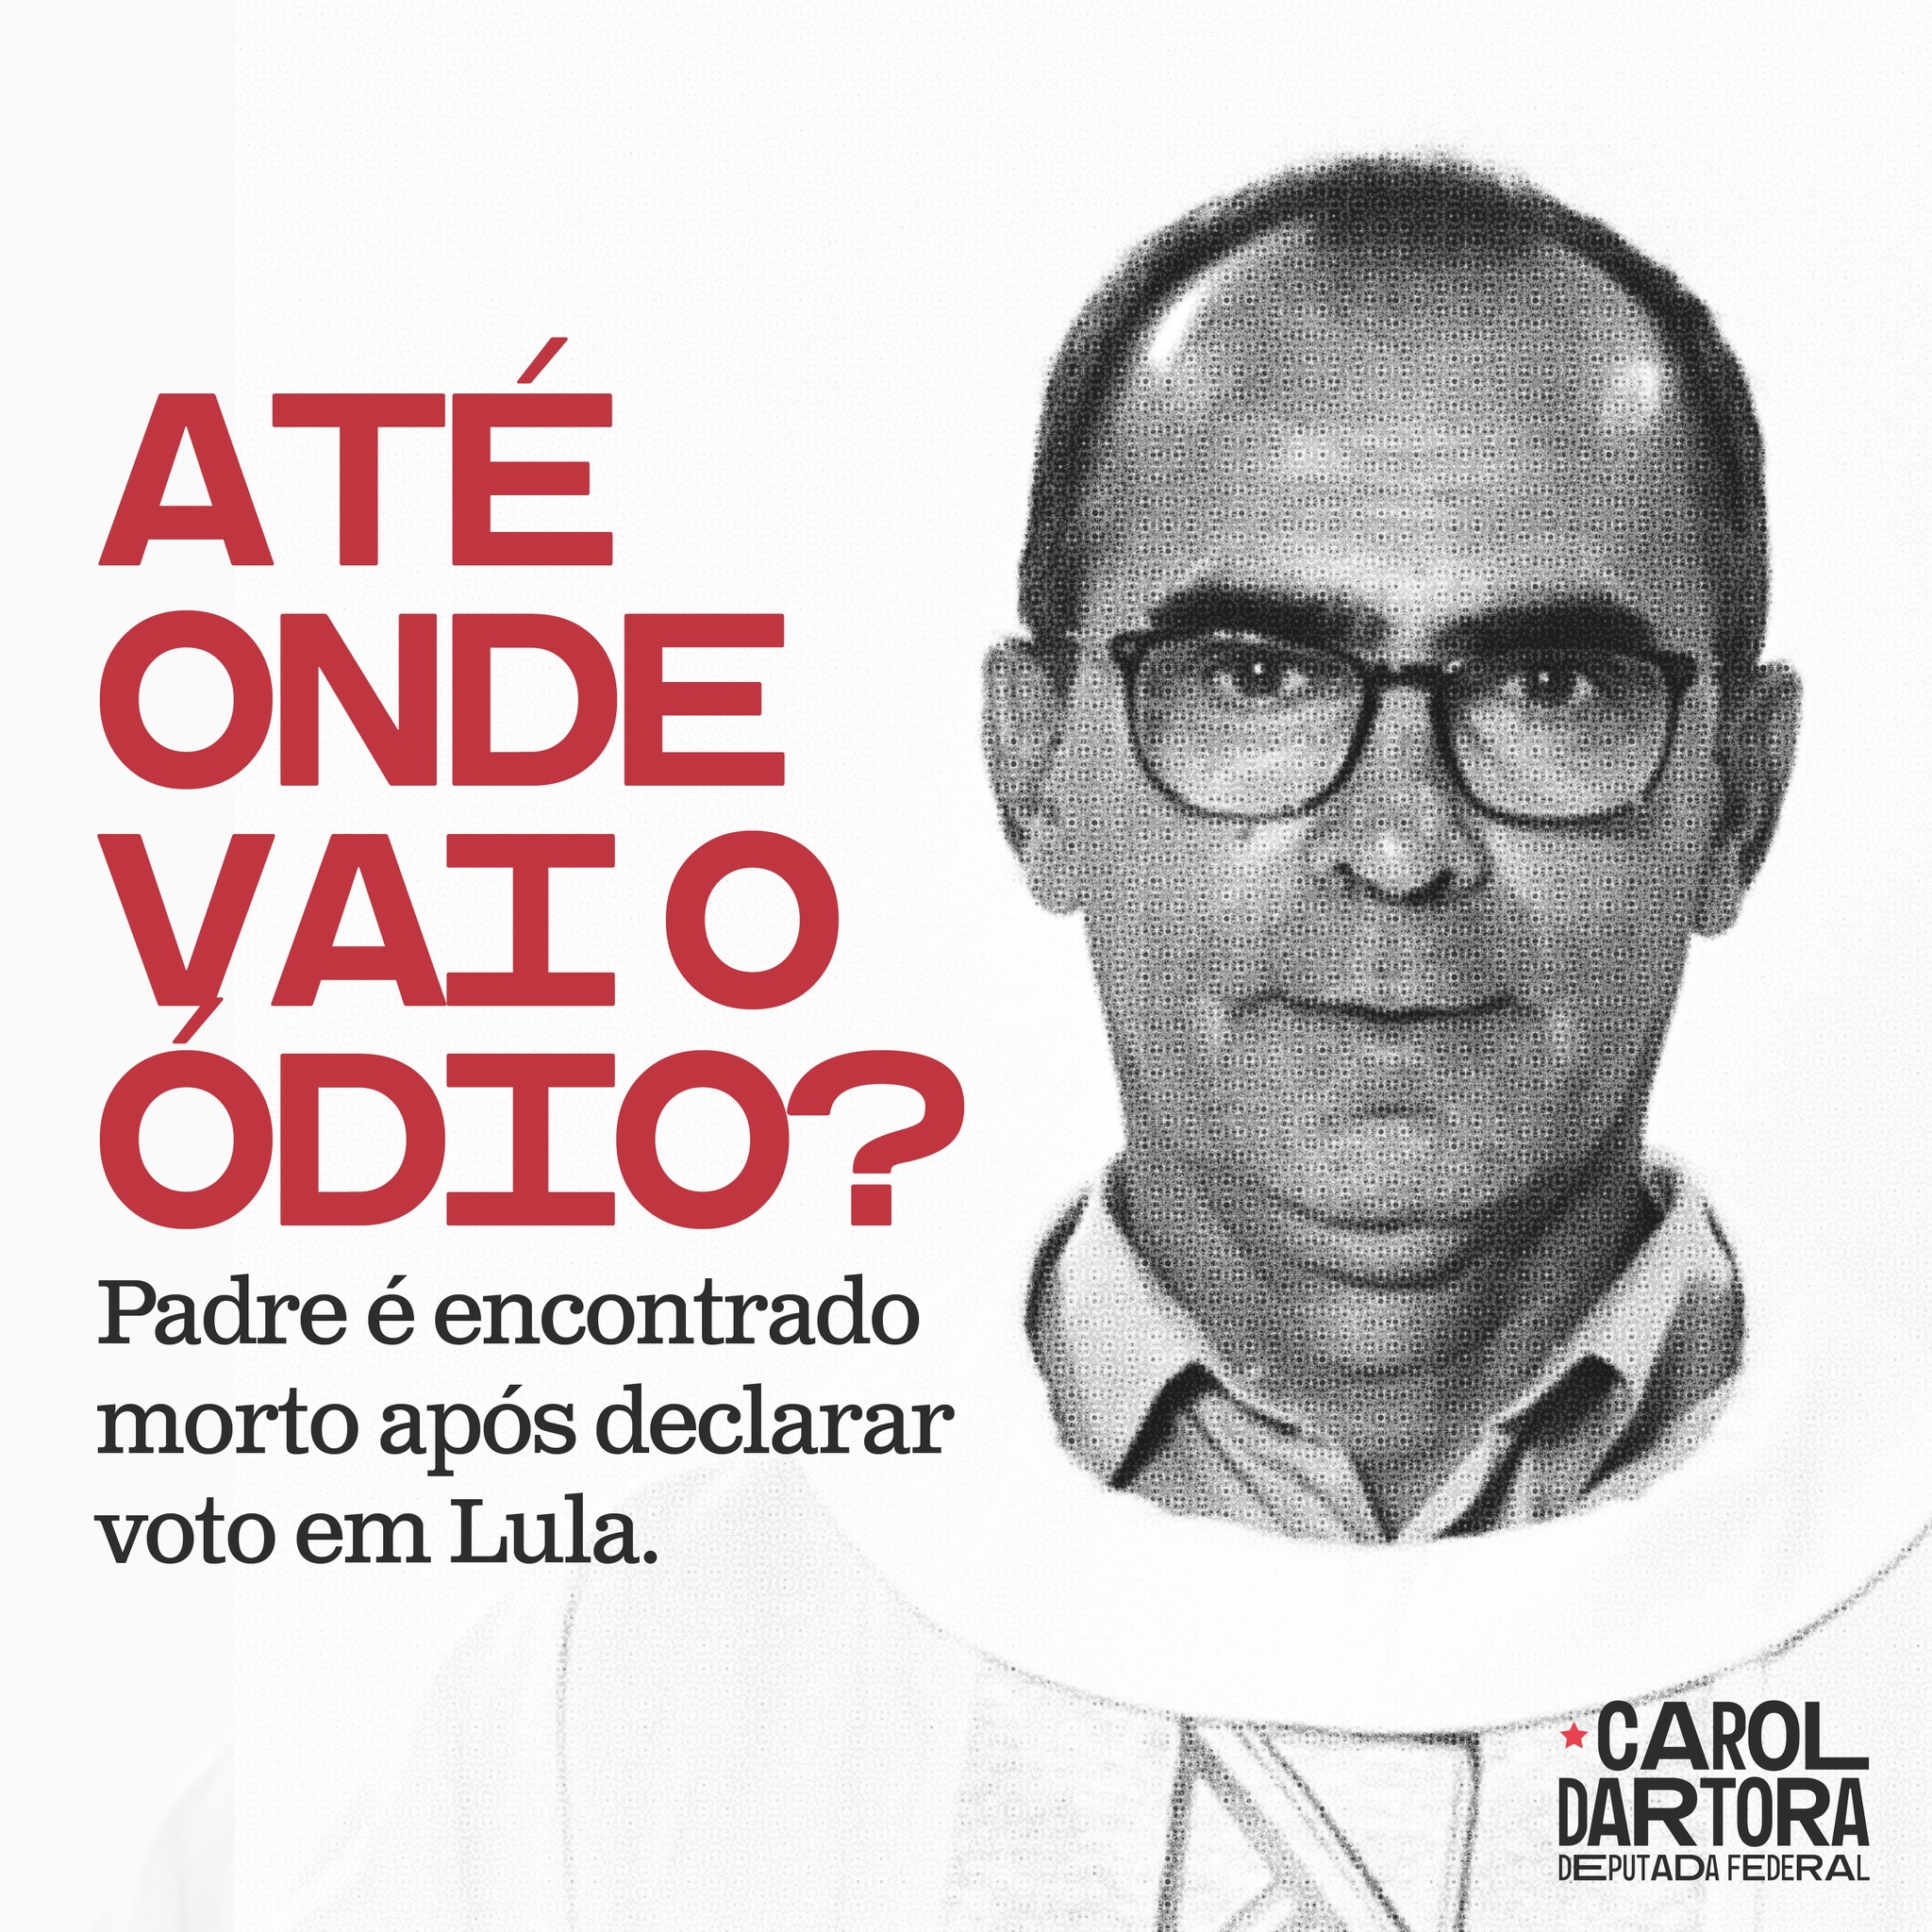 ATÉ
ONDE
VAI O
ÓDIO?
Padre é encontrado
morto após declarar
voto em Lula.
CAROL
DARTORA
DEPUTADA FEDERAL